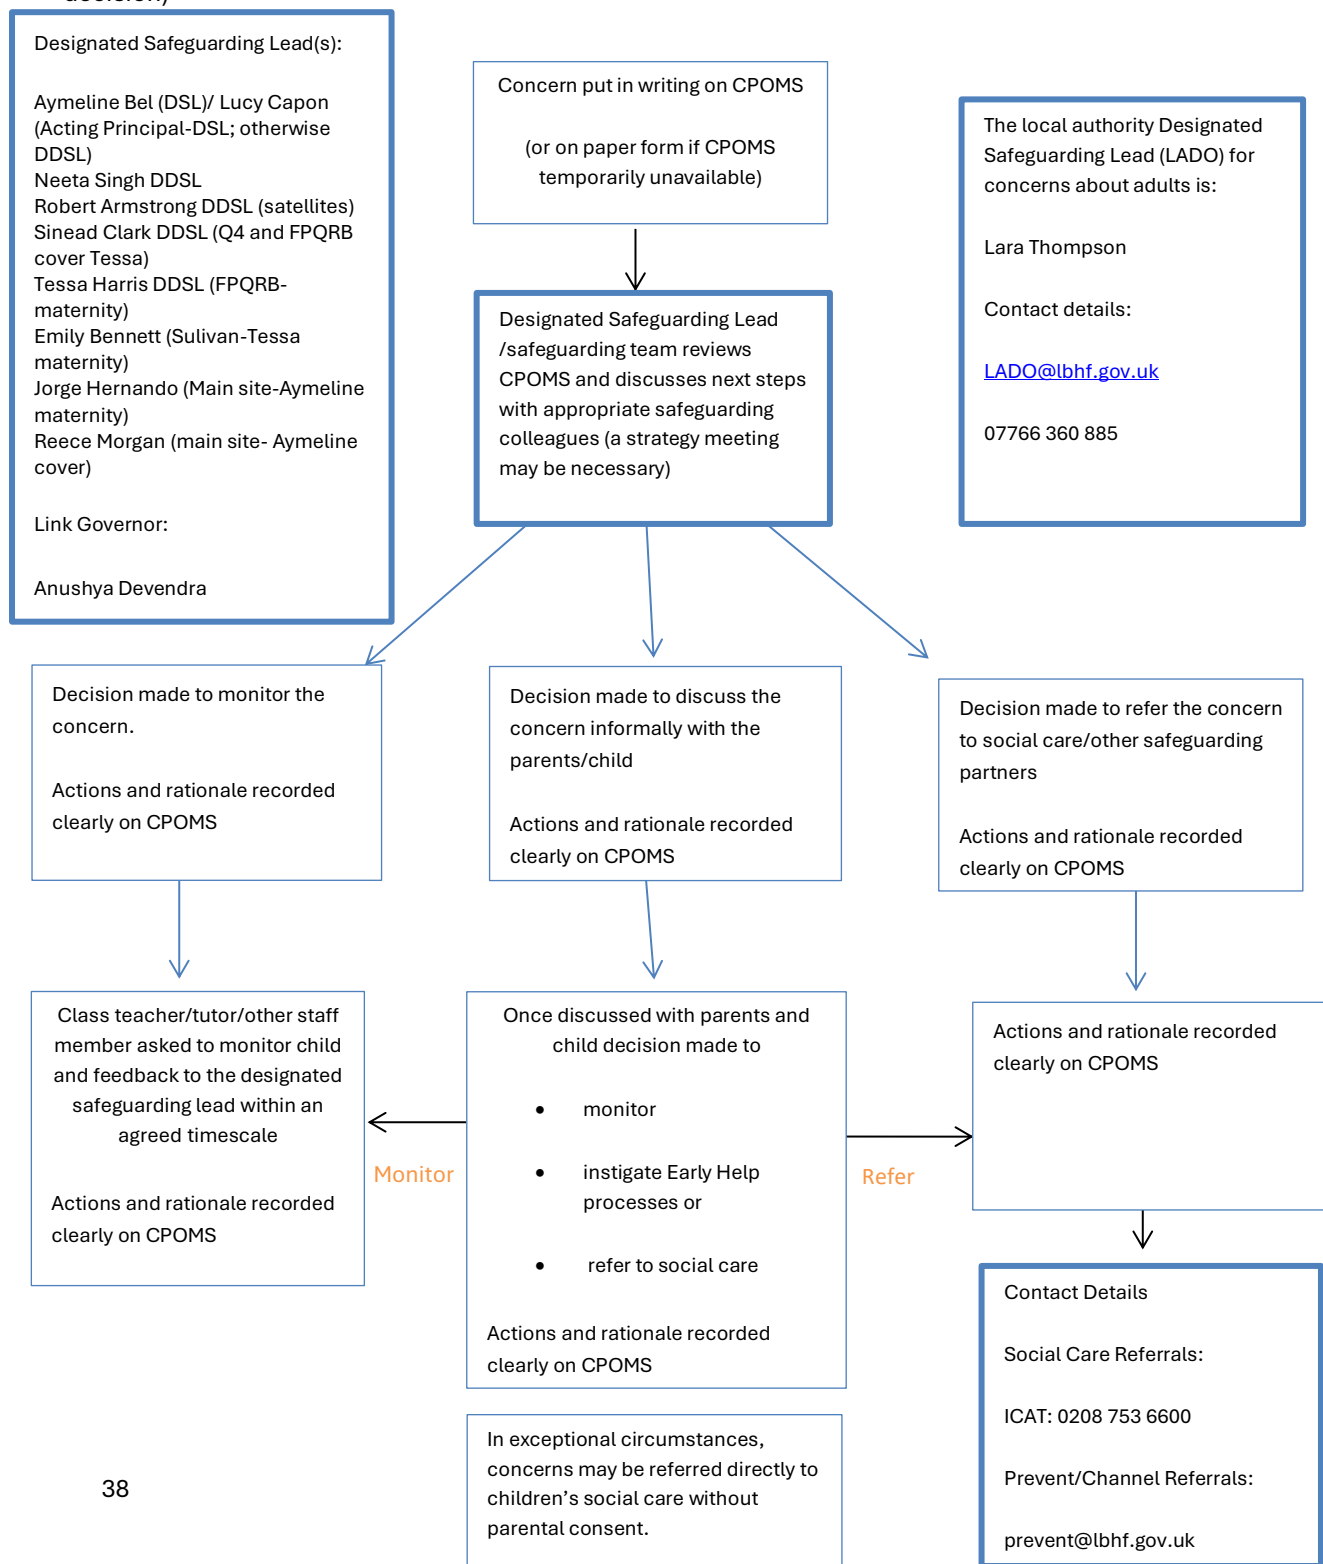 decision)
Designated Safeguarding Lead(s):
Aymeline Bel (DSL)/ Lucy Capon
(Acting Principal-DSL; otherwise
DDSL)
Neeta Singh DDSL
Robert Armstrong DDSL (satellites)
Sinead Clark DDSL (Q4 and FPQRB
cover Tessa)
Tessa Harris DDSL (FPQRB-
maternity)
Emily Bennett (Sulivan-Tessa
maternity)
Jorge Hernando (Main site-Aymeline
maternity)
Reece Morgan (main site- Aymeline
cover)
Link Governor:
Anushya Devendra
Concern put in writing on CPOMS
(or on paper form if CPOMS
temporarily unavailable)
The local authority Designated
Safeguarding Lead (LADO) for
concerns about adults is:
Lara Thompson
Contact details:
LADO@lbhf.gov.uk
07766 360 885
Designated Safeguarding Lead
/safeguarding team reviews
CPOMS and discusses next steps
with appropriate safeguarding
colleagues (a strategy meeting
may be necessary)
Decision made to monitor the
concern.
Actions and rationale recorded
clearly on CPOMS
Decision made to discuss the
concern informally with the
parents/child
Actions and rationale recorded
clearly on CPOMS
Decision made to refer the concern
to social care/other safeguarding
partners
Actions and rationale recorded
clearly on CPOMS
Class teacher/tutor/other staff
member asked to monitor child
and feedback to the designated
safeguarding lead within an
agreed timescale
Actions and rationale recorded
clearly on CPOMS
Monitor
Once discussed with parents and
child decision made to
• monitor
• instigate Early Help
processes or
• refer to social care
Actions and rationale recorded
clearly on CPOMS
Refer
Actions and rationale recorded
clearly on CPOMS
Contact Details
Social Care Referrals:
ICAT: 0208 753 6600
Prevent/Channel Referrals:
prevent@lbhf.gov.uk
In exceptional circumstances,
concerns may be referred directly to
children’s social care without
parental consent.
38